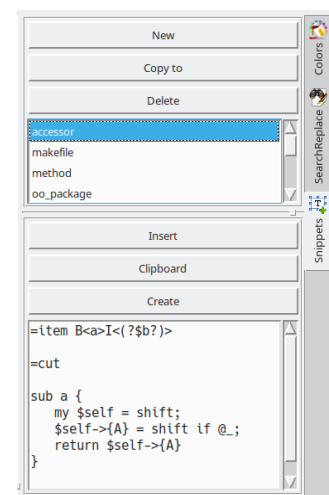 New
Copy to
Delete
accessor
makefile
method
oo_package
Insert
Clipboard
Create
=item B<a>I<(?$b?)>
=cut
sub a {
   my $self = shift;
   $self->{A} = shift if @_;
   return $self->{A}
}
Colors
SearchReplace
Snippets